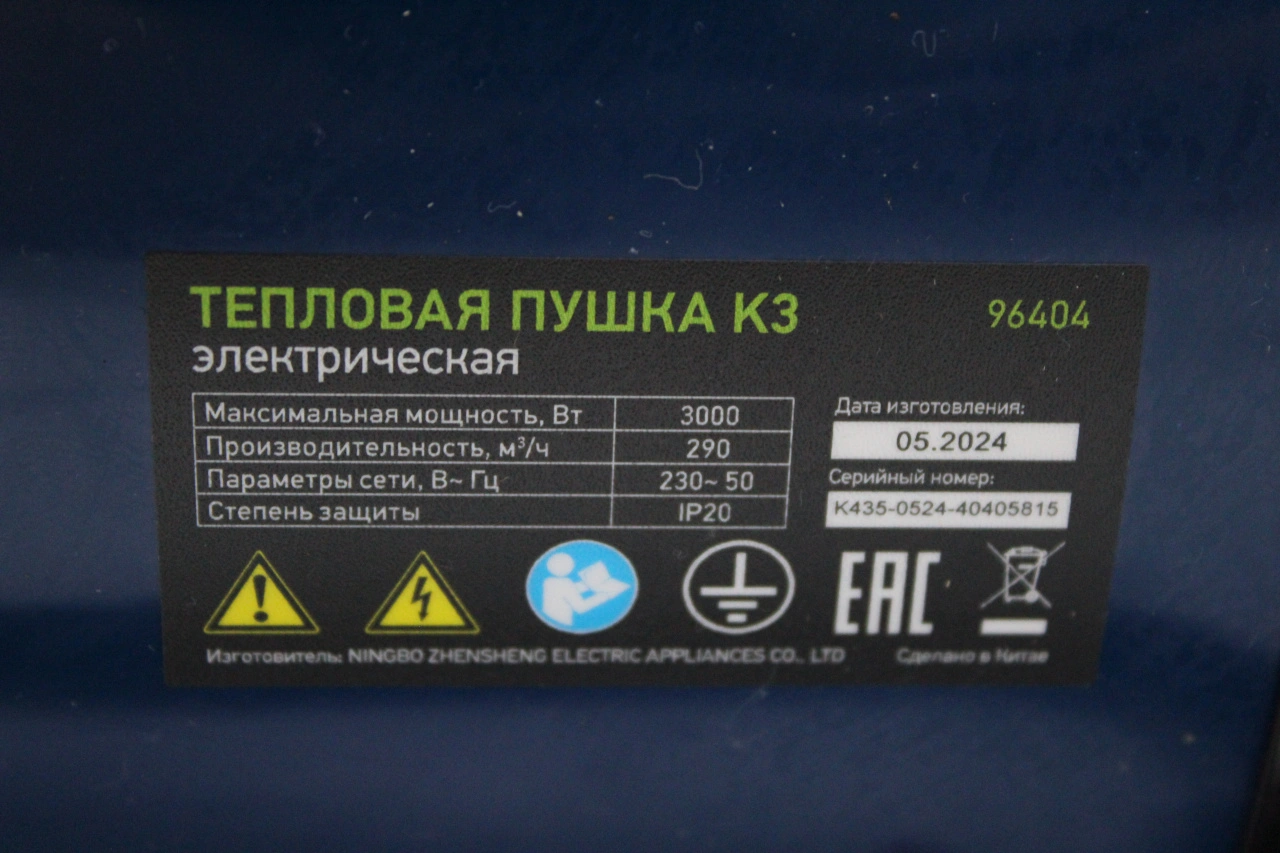 ТЕПЛОВАЯ ПУШКА К3
96404
электрическая
Максимальная мощность, Вт 3000
Производительность, м³/ч 290
Параметры сети, В~ Гц 230~ 50
Степень защиты IP20
Дата изготовления:
05.2024
Серийный номер:
K435-0524-40405815
EAC
Изготовитель: NINGBO ZHENSHENG ELECTRIC APPLIANCES CO., LTD
Сделано в Китае